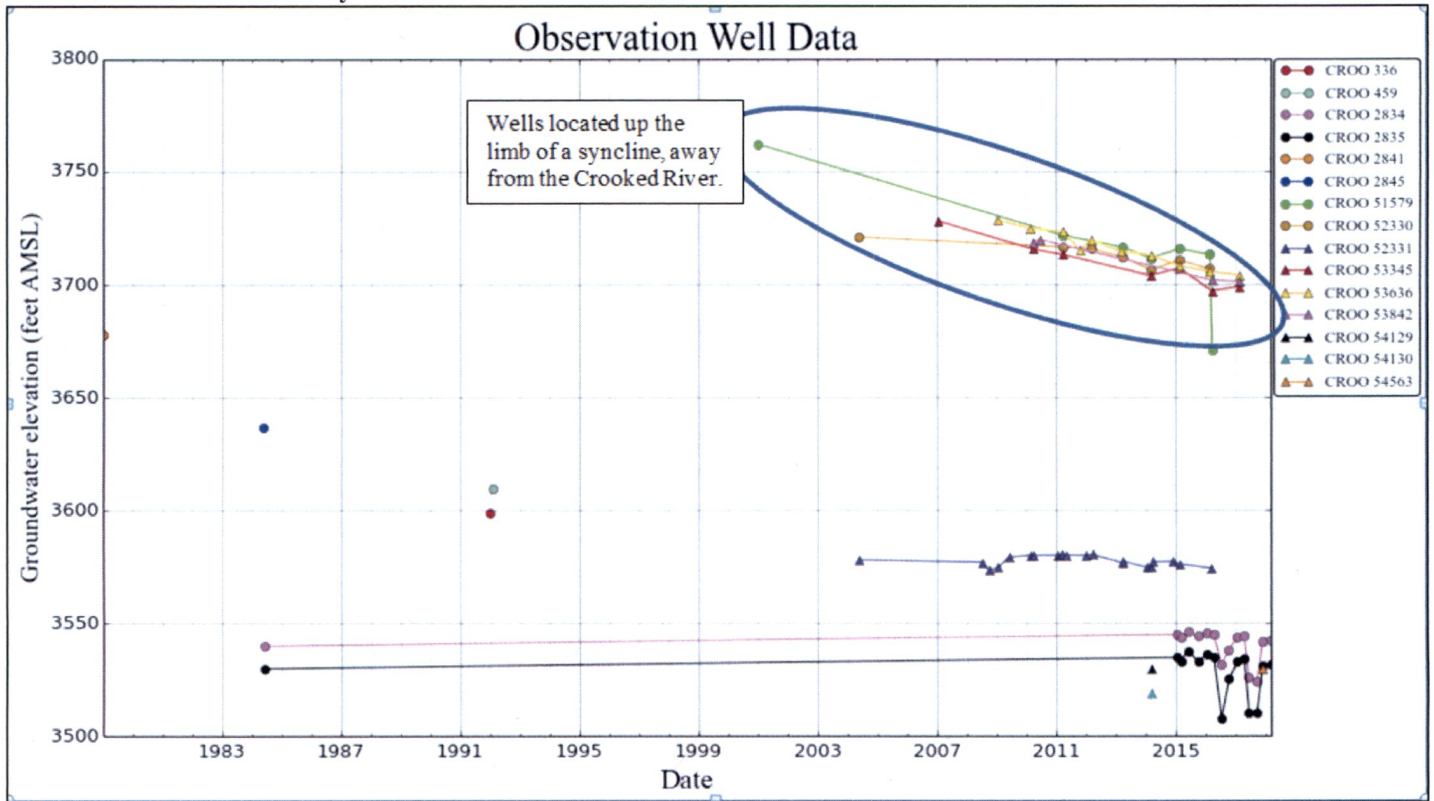 Observation Well Data
3800
3750
3700
3650
3600
3550
3500
Groundwater elevation (feet AMSL)
Wells located up the
limb of a syncline, away
from the Crooked River.
1983
1987
1991
1995
1999
2003
2007
2011
2015
Date
CROO 336
CROO 459
CROO 2834
CROO 2835
CROO 2841
CROO 2845
CROO 51579
CROO 52330
CROO 52331
CROO 53345
CROO 53636
CROO 53842
CROO 54129
CROO 54130
CROO 54563